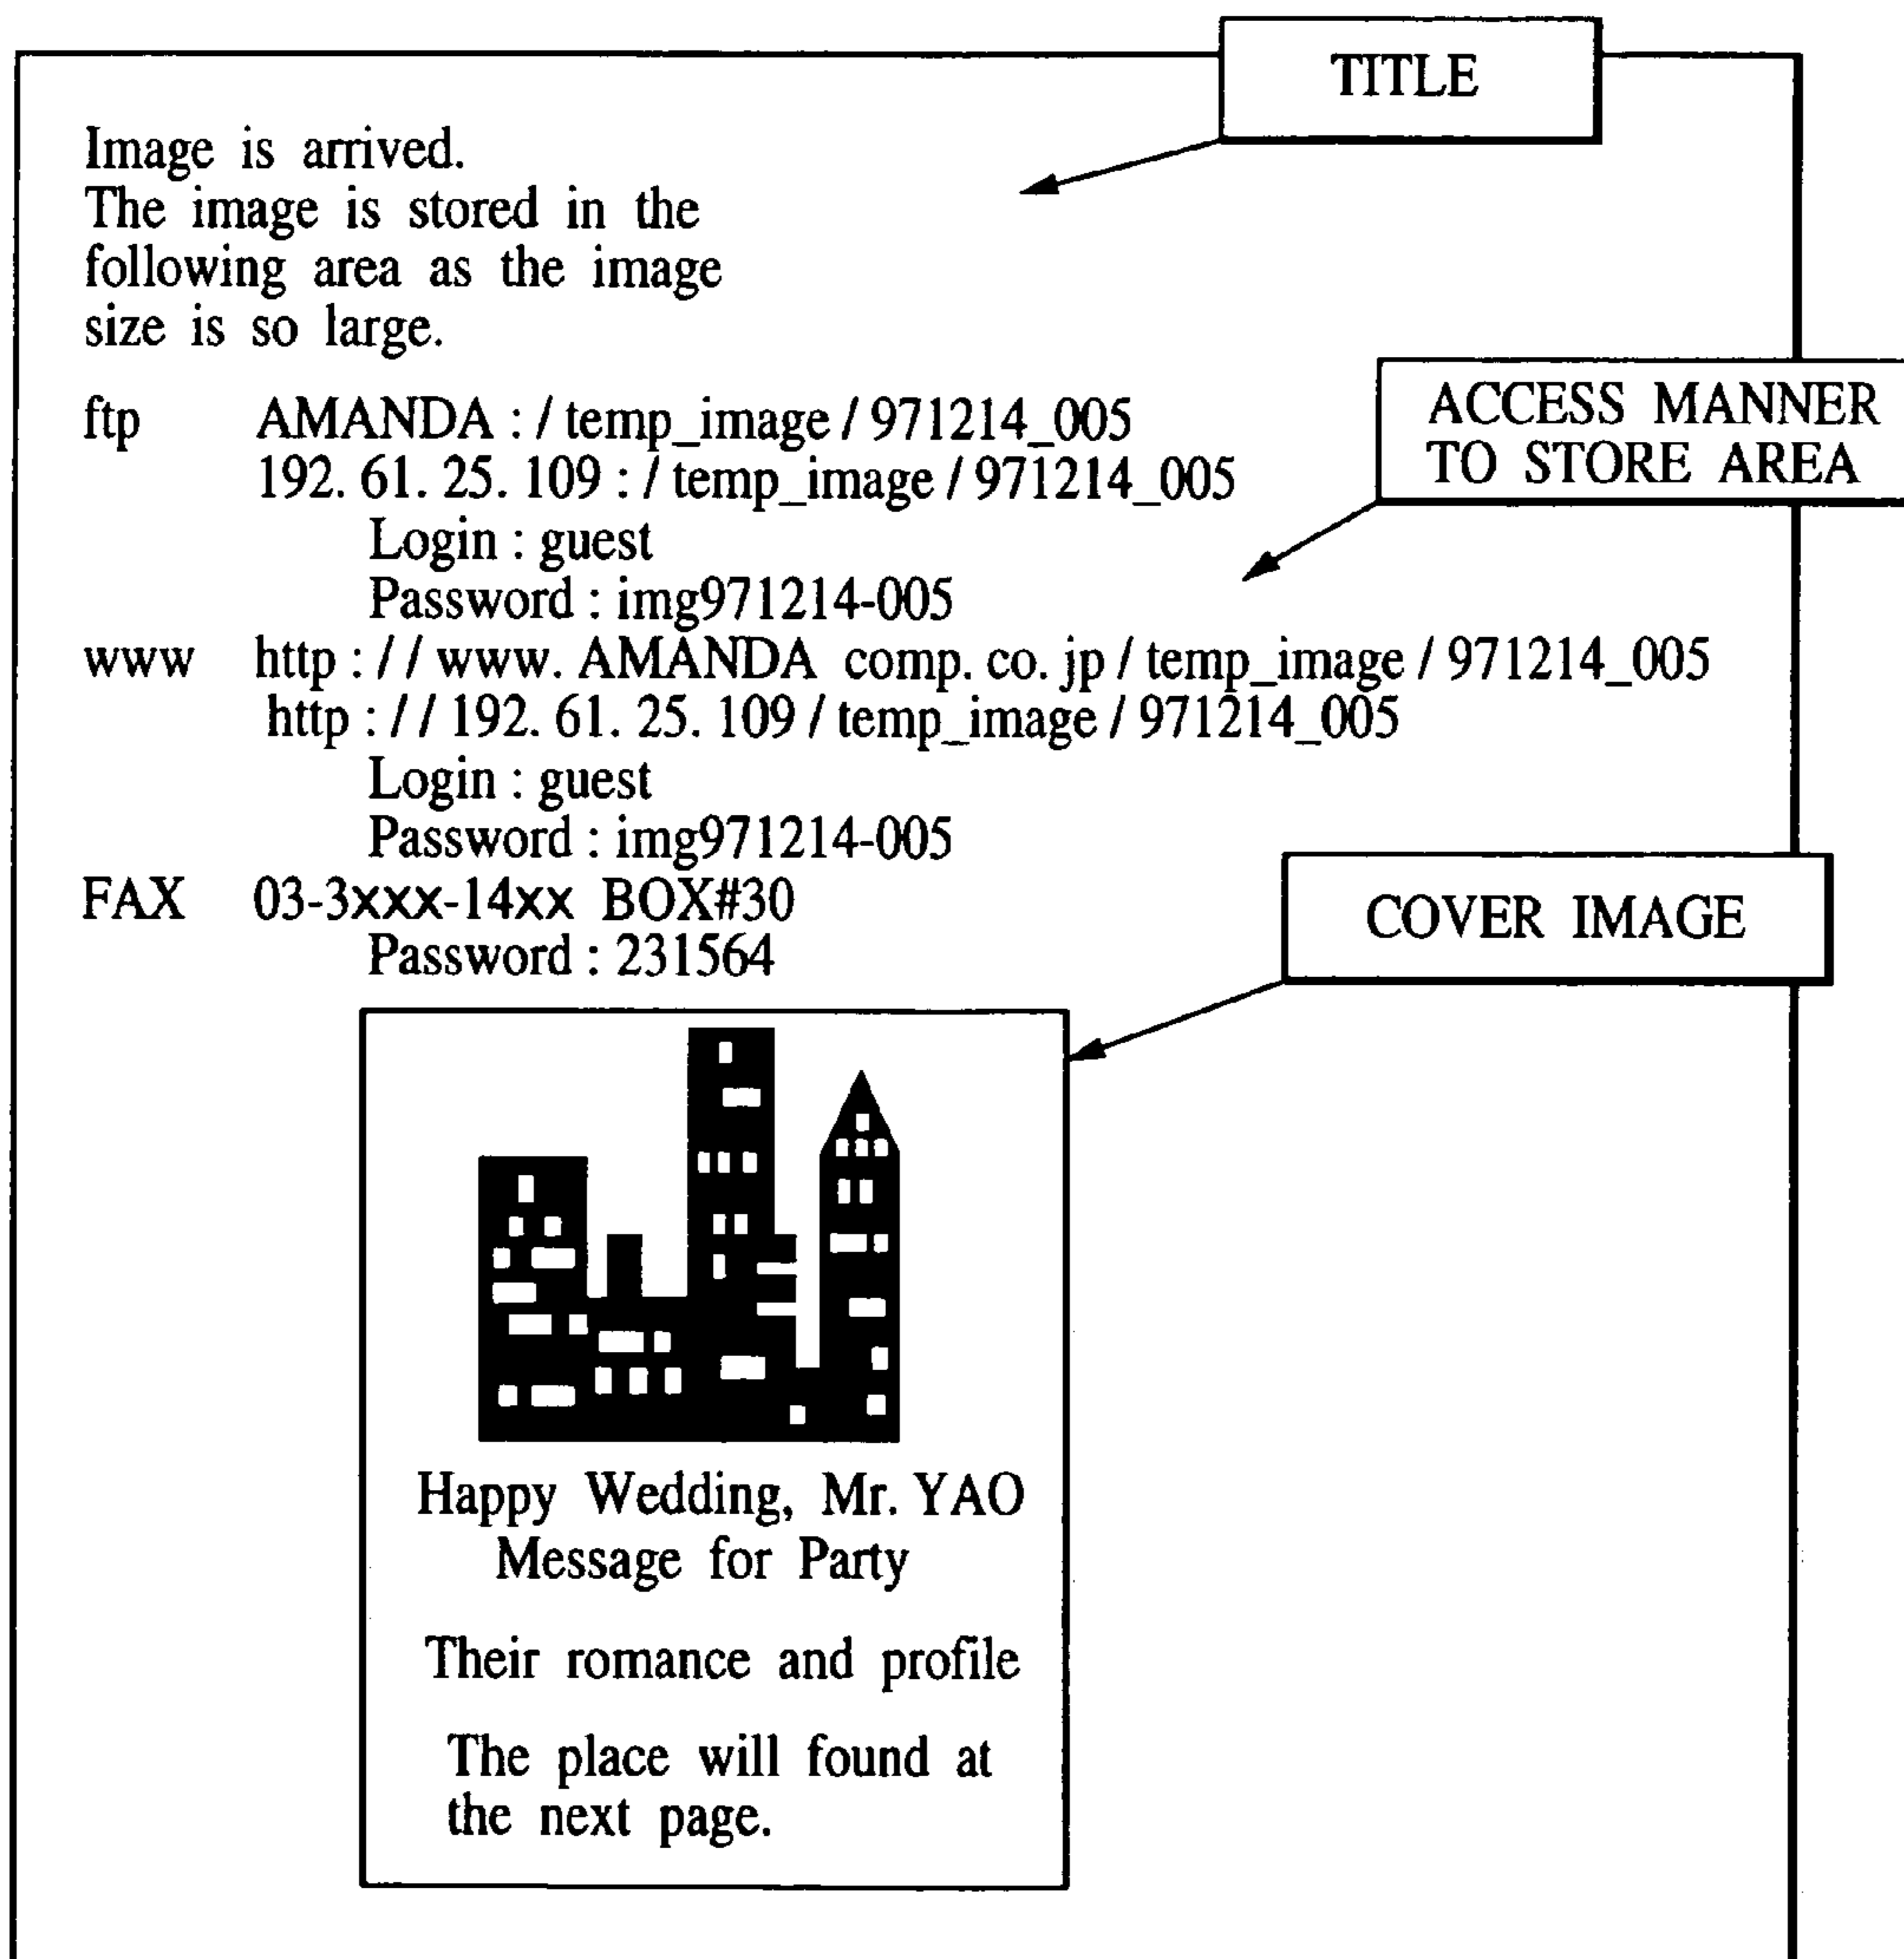 TITLE
Image is arrived.
The image is stored in the
following area as the image
size is so large.
ACCESS MANNER
TO STORE AREA
ftp AMANDA : / temp_image / 971214_005
192. 61. 25. 109 : / temp_image / 971214_005
Login : guest
Password : img971214-005
www http : / / www. AMANDA comp. co. jp / temp_image / 971214_005
http : / / 192. 61. 25. 109 / temp_image / 971214_005
Login : guest
Password : img971214-005
FAX 03-3xxx-14xx BOX#30
Password : 231564
COVER IMAGE
Happy Wedding, Mr. YAO
Message for Party
Their romance and profile
The place will found at
the next page.